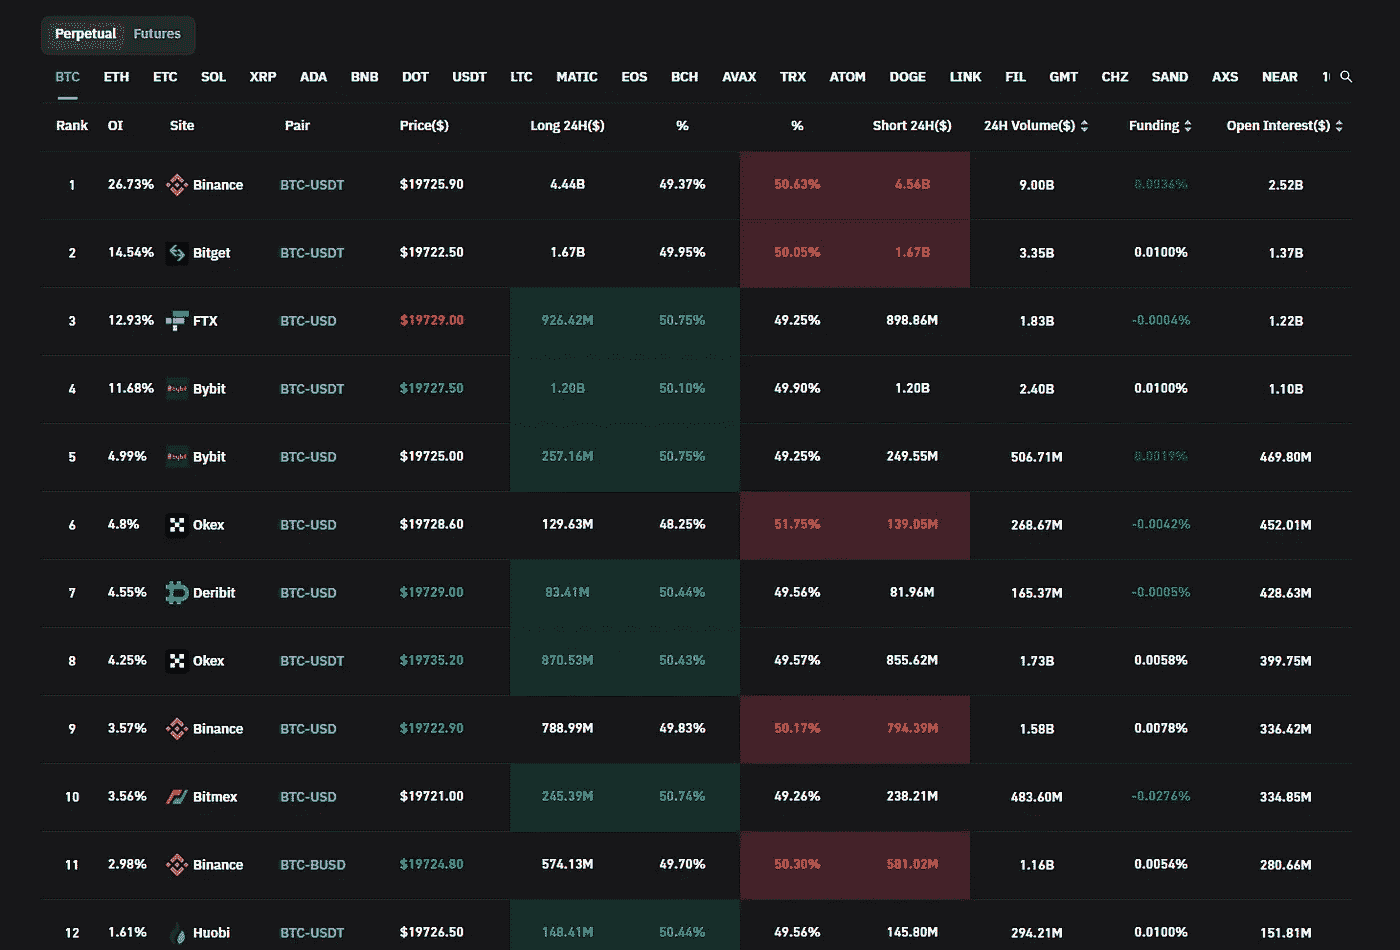 Perpetual Futures
BTC ETH ETC SOL XRP ADA BNB DOT USDT LTC MATIC EOS BCH AVAX TRX ATOM DOGE LINK FIL GMT CHZ SAND AXS NEAR
Rank OI Site Pair Price($) Long 24H($) % % Short 24H($) 24H Volume($) Funding Open Interest($)
1 26.73% Binance BTC-USDT $19725.90 4.44B 49.37% 50.63% 4.56B 9.00B 0.0036% 2.52B
2 14.54% Bitget BTC-USDT $19722.50 1.67B 49.95% 50.05% 1.67B 3.35B 0.0100% 1.37B
3 12.93% FTX BTC-USD $19729.00 926.42M 50.75% 49.25% 898.86M 1.83B -0.0004% 1.22B
4 11.68% Bybit BTC-USDT $19727.50 1.20B 50.10% 49.90% 1.20B 2.40B 0.0100% 1.10B
5 4.99% Bybit BTC-USD $19725.00 257.16M 50.75% 49.25% 249.55M 506.71M 0.0019% 469.80M
6 4.8% Okex BTC-USD $19728.60 129.63M 48.25% 51.75% 139.05M 268.67M -0.0042% 452.01M
7 4.55% Deribit BTC-USD $19729.00 83.41M 50.44% 49.56% 81.96M 165.37M -0.0005% 428.63M
8 4.25% Okex BTC-USDT $19735.20 870.53M 50.43% 49.57% 855.62M 1.73B 0.0058% 399.75M
9 3.57% Binance BTC-USD $19722.90 788.99M 49.83% 50.17% 794.39M 1.58B 0.0078% 336.42M
10 3.56% Bitmex BTC-USD $19721.00 245.39M 50.74% 49.26% 238.21M 483.60M -0.0276% 334.85M
11 2.98% Binance BTC-BUSD $19724.80 574.13M 49.70% 50.30% 581.02M 1.16B 0.0054% 280.66M
12 1.61% Huobi BTC-USDT $19726.50 148.41M 50.44% 49.56% 145.80M 294.21M 0.0100% 151.81M